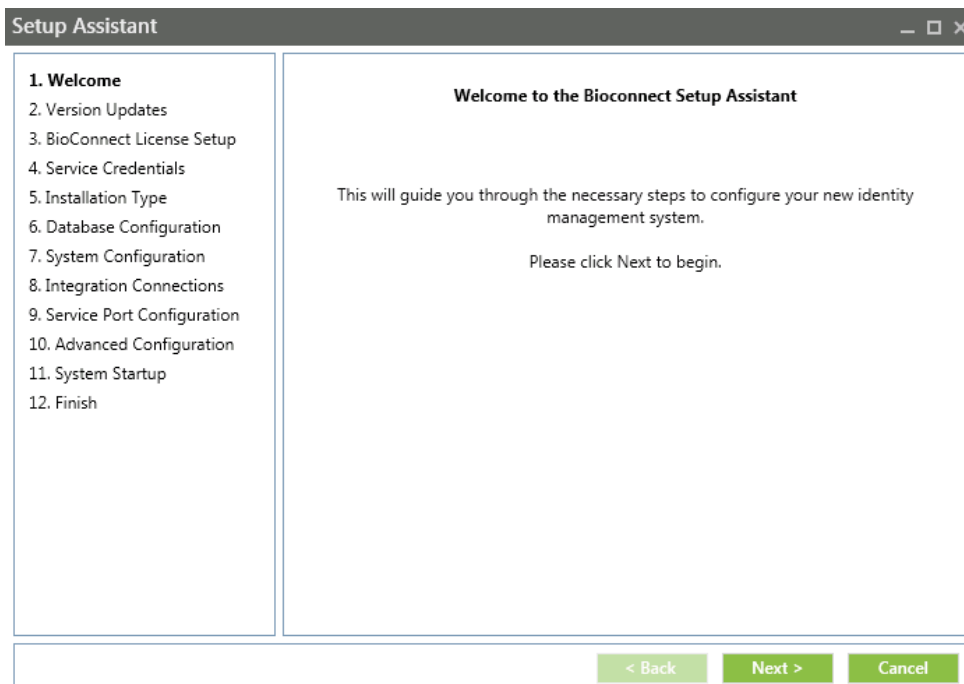 Setup Assistant
1. Welcome
2. Version Updates
3. BioConnect License Setup
4. Service Credentials
5. Installation Type
6. Database Configuration
7. System Configuration
8. Integration Connections
9. Service Port Configuration
10. Advanced Configuration
11. System Startup
12. Finish
Welcome to the Bioconnect Setup Assistant
This will guide you through the necessary steps to configure your new identity
management system.
Please click Next to begin.
< Back
Next >
Cancel